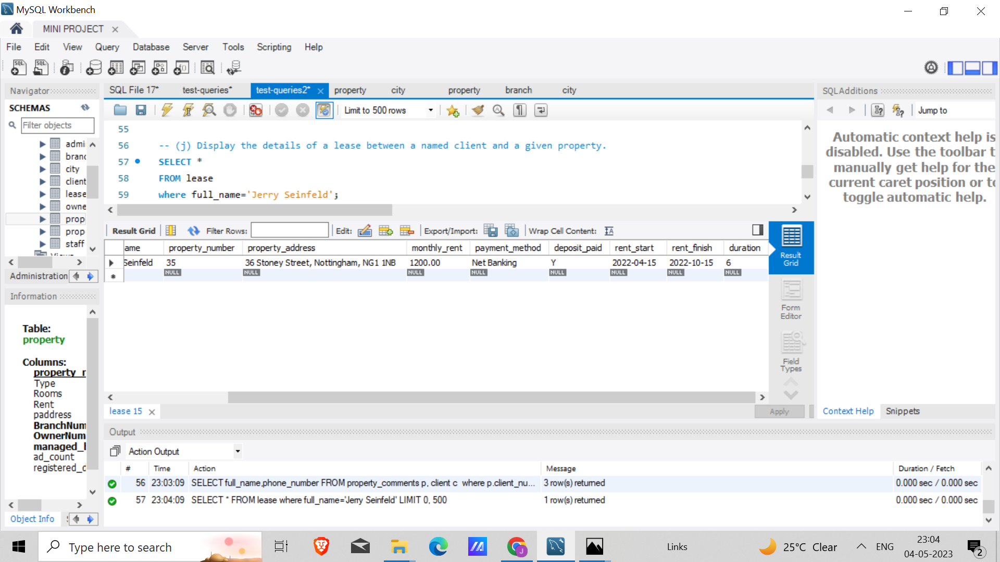 MySQL Workbench
MINI PROJECT
File Edit View Query Database Server Tools Scripting Help
Navigator
SCHEMAS
Filter objects
admi
branc
city
client
lease
owne
prop
prop
staff
Administration
Information
Table:
property
Columns:
property_r
Type
Rooms
Rent
paddress
BranchNum
OwnerNum
managed_l
ad_count
registered_d
Object Info
SQL File 17* test-queries* test-queries2* property city property branch city
Limit to 500 rows
55
56 -- (j) Display the details of a lease between a named client and a given property.
57 SELECT *
58 FROM lease
59 where full_name='Jerry Seinfeld';
Result Grid Filter Rows: Edit: Export/Import: Wrap Cell Content:
ame property_number property_address monthly_rent payment_method deposit_paid rent_start rent_finish duration
Seinfeld 35 36 Stoney Street, Nottingham, NG1 1NB 1200.00 Net Banking Y 2022-04-15 2022-10-15 6
NULL NULL NULL NULL NULL NULL NULL NULL
Result
Grid
Form
Editor
Field
Types
lease 15
Apply
SQLAdditions
Jump to
Automatic context help is
disabled. Use the toolbar t
manually get help for the
current caret position or to
toggle automatic help.
Context Help Snippets
Output
Action Output
# Time Action Message Duration / Fetch
56 23:03:09 SELECT full_name,phone_number FROM property_comments p, client c where p.client_nu... 3 row(s) returned 0.000 sec / 0.000 sec
57 23:04:09 SELECT * FROM lease where full_name='Jerry Seinfeld' LIMIT 0, 500 1 row(s) returned 0.000 sec / 0.000 sec
Type here to search
Links
25°C Clear
ENG
23:04
04-05-2023
2